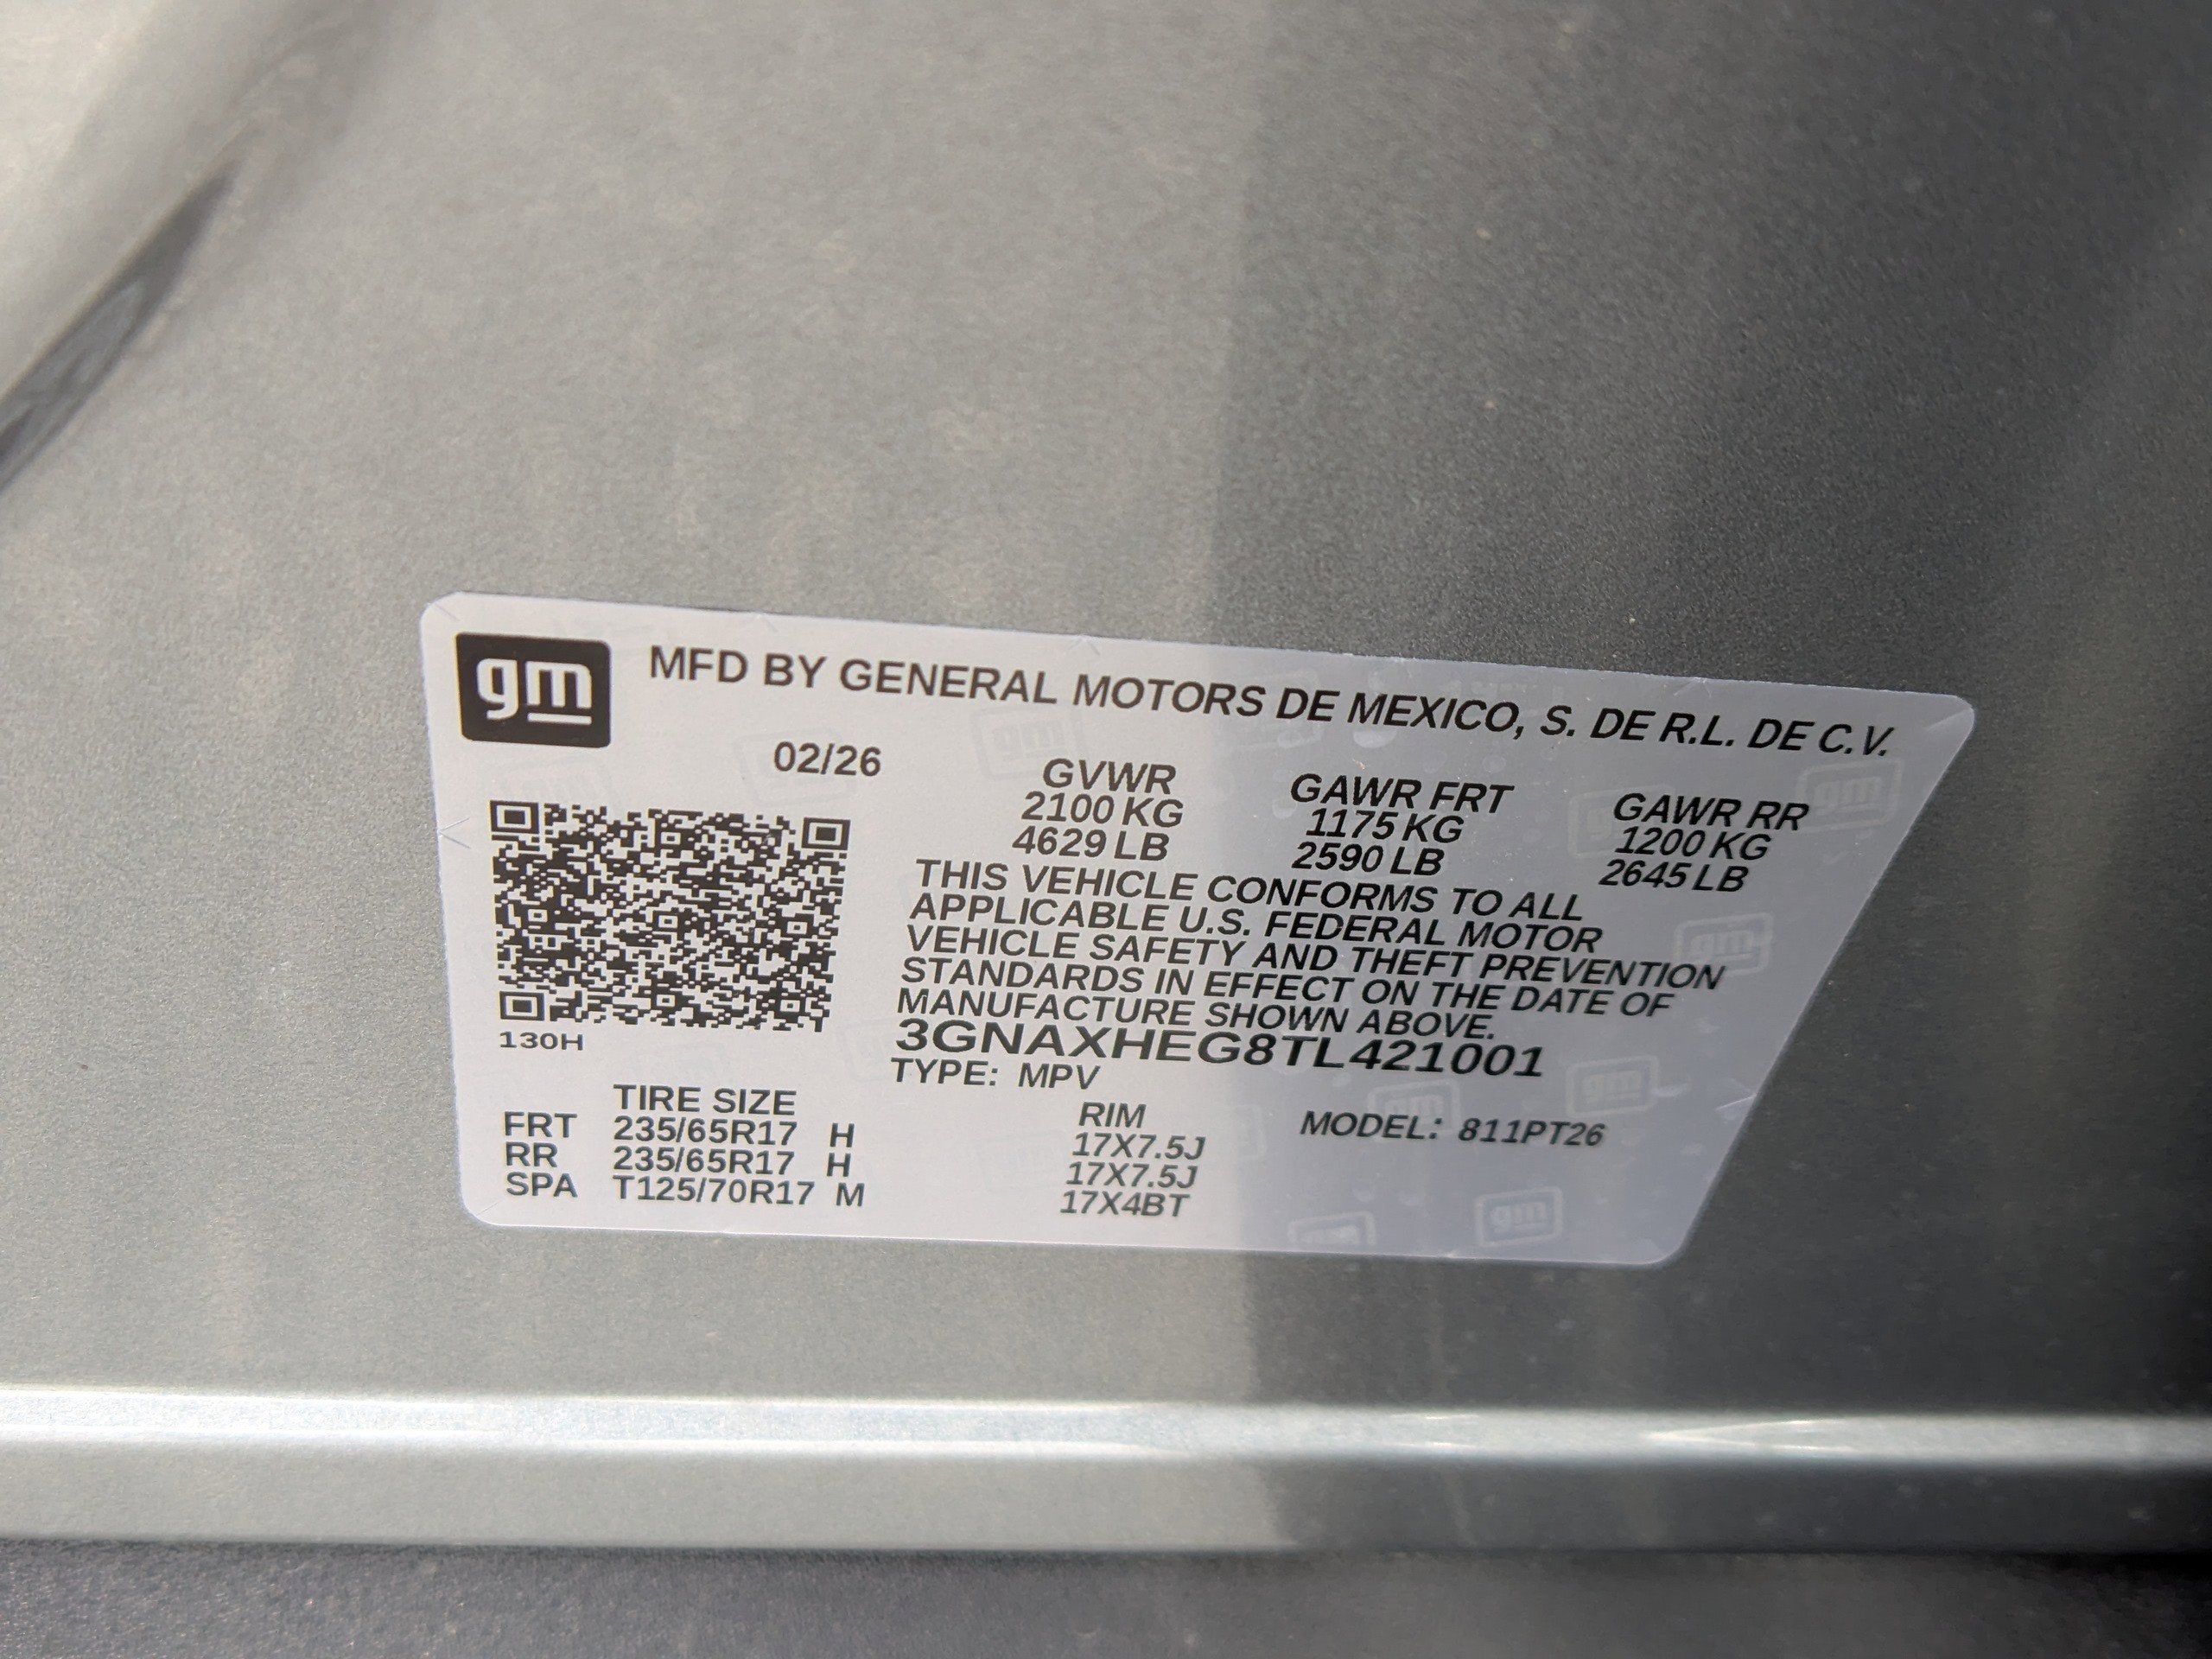 gm MFD BY GENERAL MOTORS DE MEXICO, S. DE R.L. DE C.V.
02/26 GVWR GAWR FRT GAWR RR
2100 KG 1175 KG 1200 KG
4629 LB 2590 LB 2645 LB
THIS VEHICLE CONFORMS TO ALL
APPLICABLE U.S. FEDERAL MOTOR
VEHICLE SAFETY AND THEFT PREVENTION
STANDARDS IN EFFECT ON THE DATE OF
MANUFACTURE SHOWN ABOVE.
3GNAXHEG8TL421001
130H
TYPE: MPV
TIRE SIZE RIM MODEL: 811PT26
FRT 235/65R17 H 17X7.5J
RR 235/65R17 H 17X7.5J
SPA T125/70R17 M 17X4BT